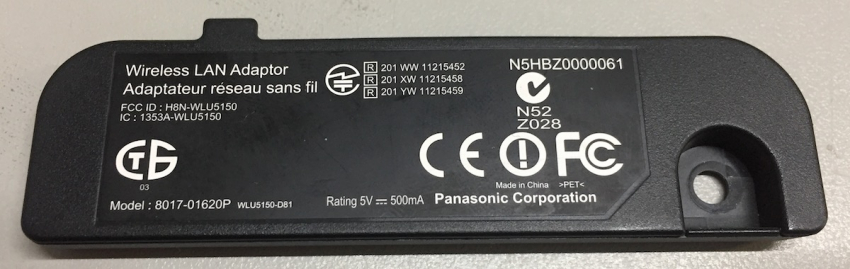 Wireless LAN Adaptor
Adaptateur réseau sans fil
FCC ID : H8N-WLU5150
IC : 1353A-WLU5150
R 201 WW 11215452
R 201 XW 11215458
R 201 YW 11215459
N5HBZ0000061
N52
Z028
03
CE FC
Made in China >PET<
Model : 8017-01620P WLU5150-D81
Rating 5V ⎓ 500mA
Panasonic Corporation